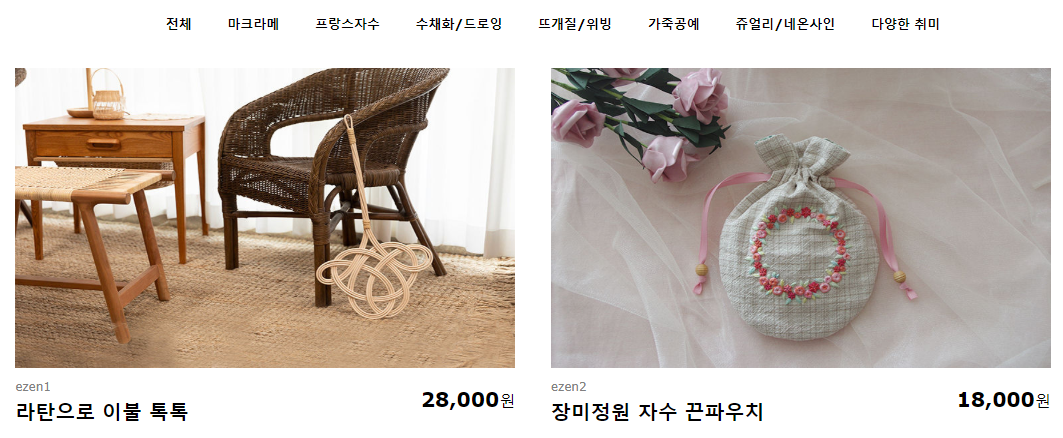 전체 마크라메 프랑스자수 수채화/드로잉 뜨개질/위빙 가죽공예 쥬얼리/네온사인 다양한 취미
ezen1
라탄으로 이불 톡톡
28,000원
ezen2
장미정원 자수 끈파우치
18,000원